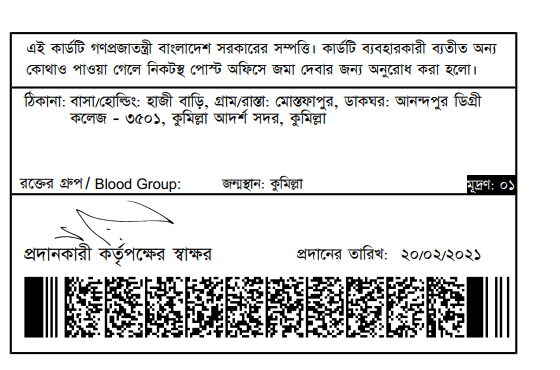 এই কার্ডটি গণপ্রজাতন্ত্রী বাংলাদেশ সরকারের সম্পত্তি। কার্ডটি ব্যবহারকারী ব্যতীত অন্য
কোথাও পাওয়া গেলে নিকটস্থ পোস্ট অফিসে জমা দেবার জন্য অনুরোধ করা হলো।
ঠিকানা: বাসা/হোল্ডিং: হাজী বাড়ি, গ্রাম/রাস্তা: মোস্তফাপুর, ডাকঘর: আনন্দপুর ডিগ্রী
কলেজ - ৩৫০১, কুমিল্লা আদর্শ সদর, কুমিল্লা
রক্তের গ্রুপ / Blood Group: জন্মস্থান: কুমিল্লা মূদ্রণ: ০১
প্রদানকারী কর্তৃপক্ষের স্বাক্ষর প্রদানের তারিখ: ২০/০২/২০২১